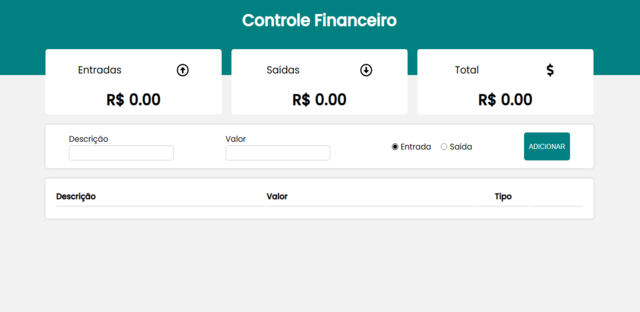 Controle Financeiro
Entradas Saídas Total
R$ 0.00 R$ 0.00 R$ 0.00
Descrição Valor
Entrada Saída ADICIONAR
Descrição Valor Tipo